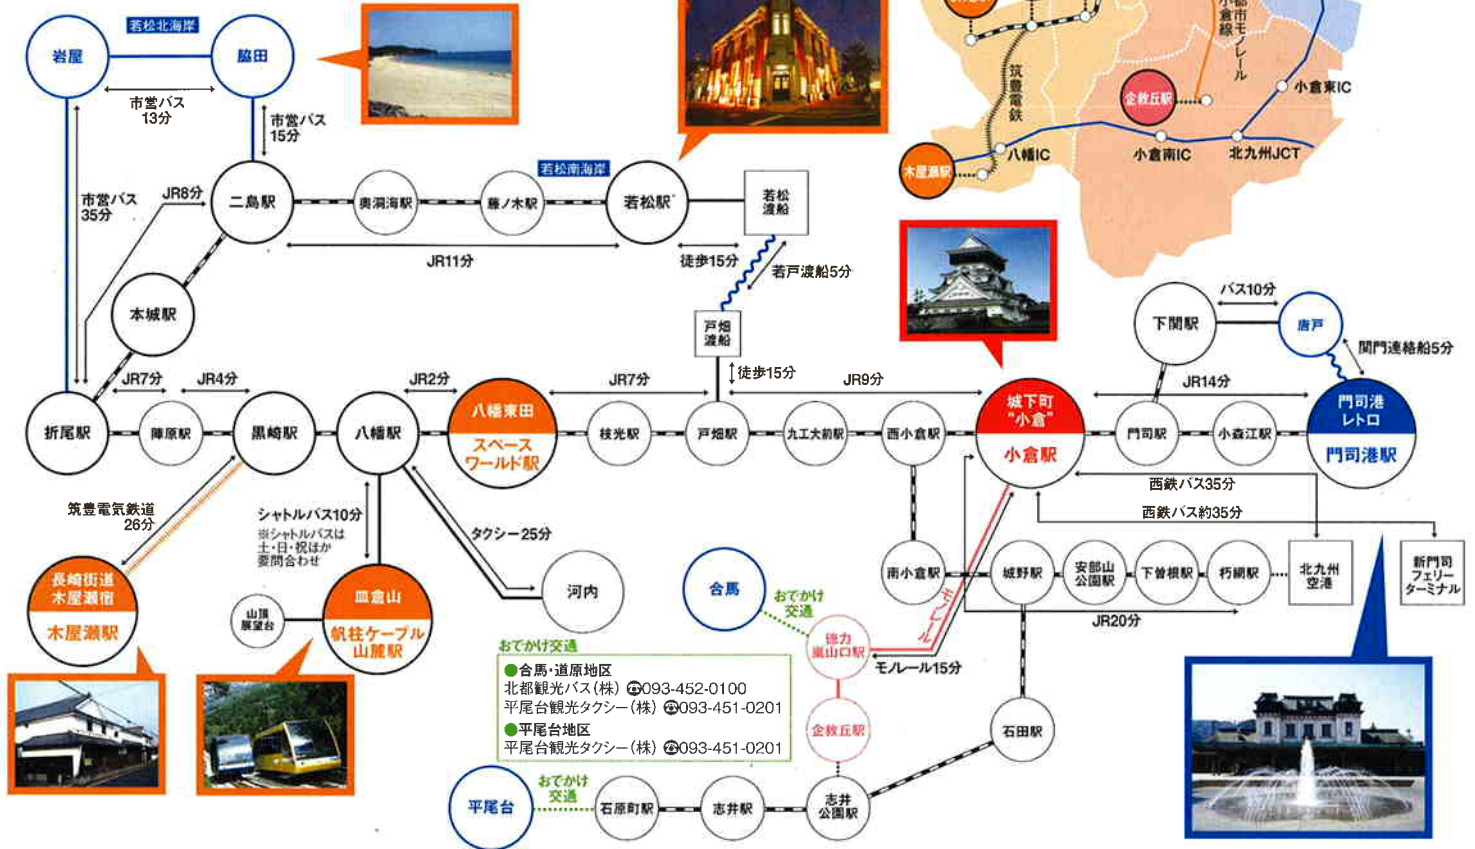 若松北海岸
岩屋
脇田
市営バス
13分
市営バス
15分
市営バス
35分
JR8分
二島駅
奥洞海駅
藤ノ木駅
若松南海岸
若松駅
若松
渡船
JR11分
徒歩15分
若戸渡船5分
本城駅
戸畑
渡船
徒歩15分
都市モノレール
小倉線
筑豊電鉄
企救丘駅
小倉東IC
木屋瀬駅
八幡IC
小倉南IC
北九州JCT
下関駅
バス10分
唐戸
関門連絡船5分
JR7分
JR4分
JR2分
JR7分
JR9分
JR14分
折尾駅
陣原駅
黒崎駅
八幡駅
八幡東田
スペース
ワールド駅
枝光駅
戸畑駅
九工大前駅
西小倉駅
城下町
“小倉”
小倉駅
門司駅
小森江駅
門司港
レトロ
門司港駅
西鉄バス35分
西鉄バス約35分
筑豊電気鉄道
26分
シャトルバス10分
※シャトルバスは
土・日・祝ほか
要問合わせ
タクシー25分
長崎街道
木屋瀬宿
木屋瀬駅
山頂
展望台
皿倉山
帆柱ケーブル
山麓駅
河内
合馬
おでかけ
交通
徳力
嵐山口駅
モノレール
モノレール15分
南小倉駅
城野駅
安部山
公園駅
下曽根駅
朽網駅
北九州
空港
新門司
フェリー
ターミナル
JR20分
おでかけ交通
●合馬・道原地区
北都観光バス(株) ☎093-452-0100
平尾台観光タクシー(株) ☎093-451-0201
●平尾台地区
平尾台観光タクシー(株) ☎093-451-0201
企救丘駅
石田駅
平尾台
おでかけ
交通
石原町駅
志井駅
志井
公園駅